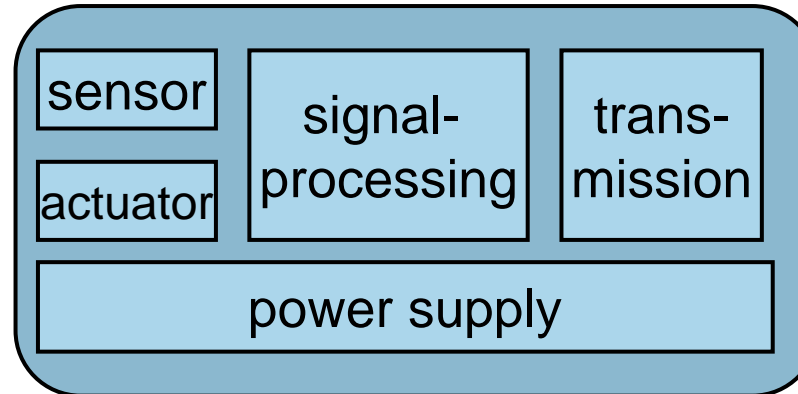 sensor
actuator
signal-
processing
trans-
mission
power supply